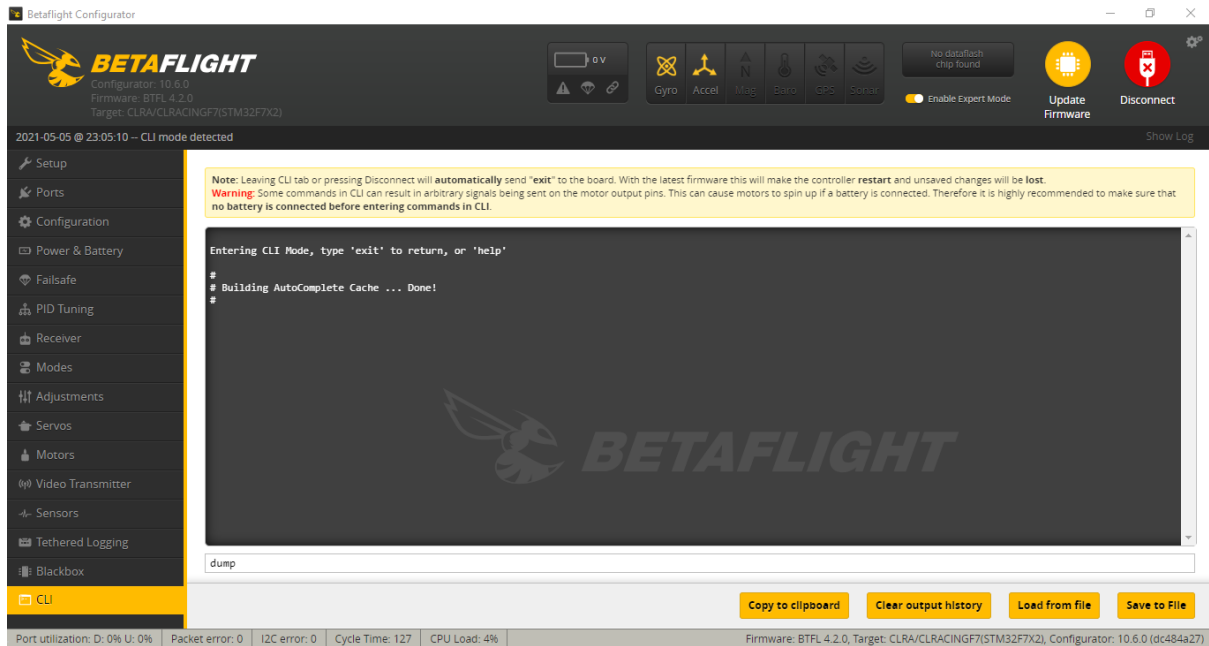 Betaflight Configurator
BETAFLIGHT
Configurator: 10.6.0
Firmware: BTFL 4.2.0
Target: CLRA/CLRACINGF7(STM32F7X2)
0 V
Gyro
Accel
Mag
Baro
GPS
Sonar
No dataflash
chip found
Enable Expert Mode
Update
Firmware
Disconnect
2021-05-05 @ 23:05:10 -- CLI mode detected
Show Log
Setup
Ports
Configuration
Power & Battery
Failsafe
PID Tuning
Receiver
Modes
Adjustments
Servos
Motors
Video Transmitter
Sensors
Tethered Logging
Blackbox
CLI
Note: Leaving CLI tab or pressing Disconnect will automatically send "exit" to the board. With the latest firmware this will make the controller restart and unsaved changes will be lost.
Warning: Some commands in CLI can result in arbitrary signals being sent on the motor output pins. This can cause motors to spin up if a battery is connected. Therefore it is highly recommended to make sure that
no battery is connected before entering commands in CLI.
Entering CLI Mode, type 'exit' to return, or 'help'
#
# Building AutoComplete Cache ... Done!
#
BETAFLIGHT
dump
Copy to clipboard
Clear output history
Load from file
Save to File
Port utilization: D: 0% U: 0%
Packet error: 0
I2C error: 0
Cycle Time: 127
CPU Load: 4%
Firmware: BTFL 4.2.0, Target: CLRA/CLRACINGF7(STM32F7X2), Configurator: 10.6.0 (dc484a27)